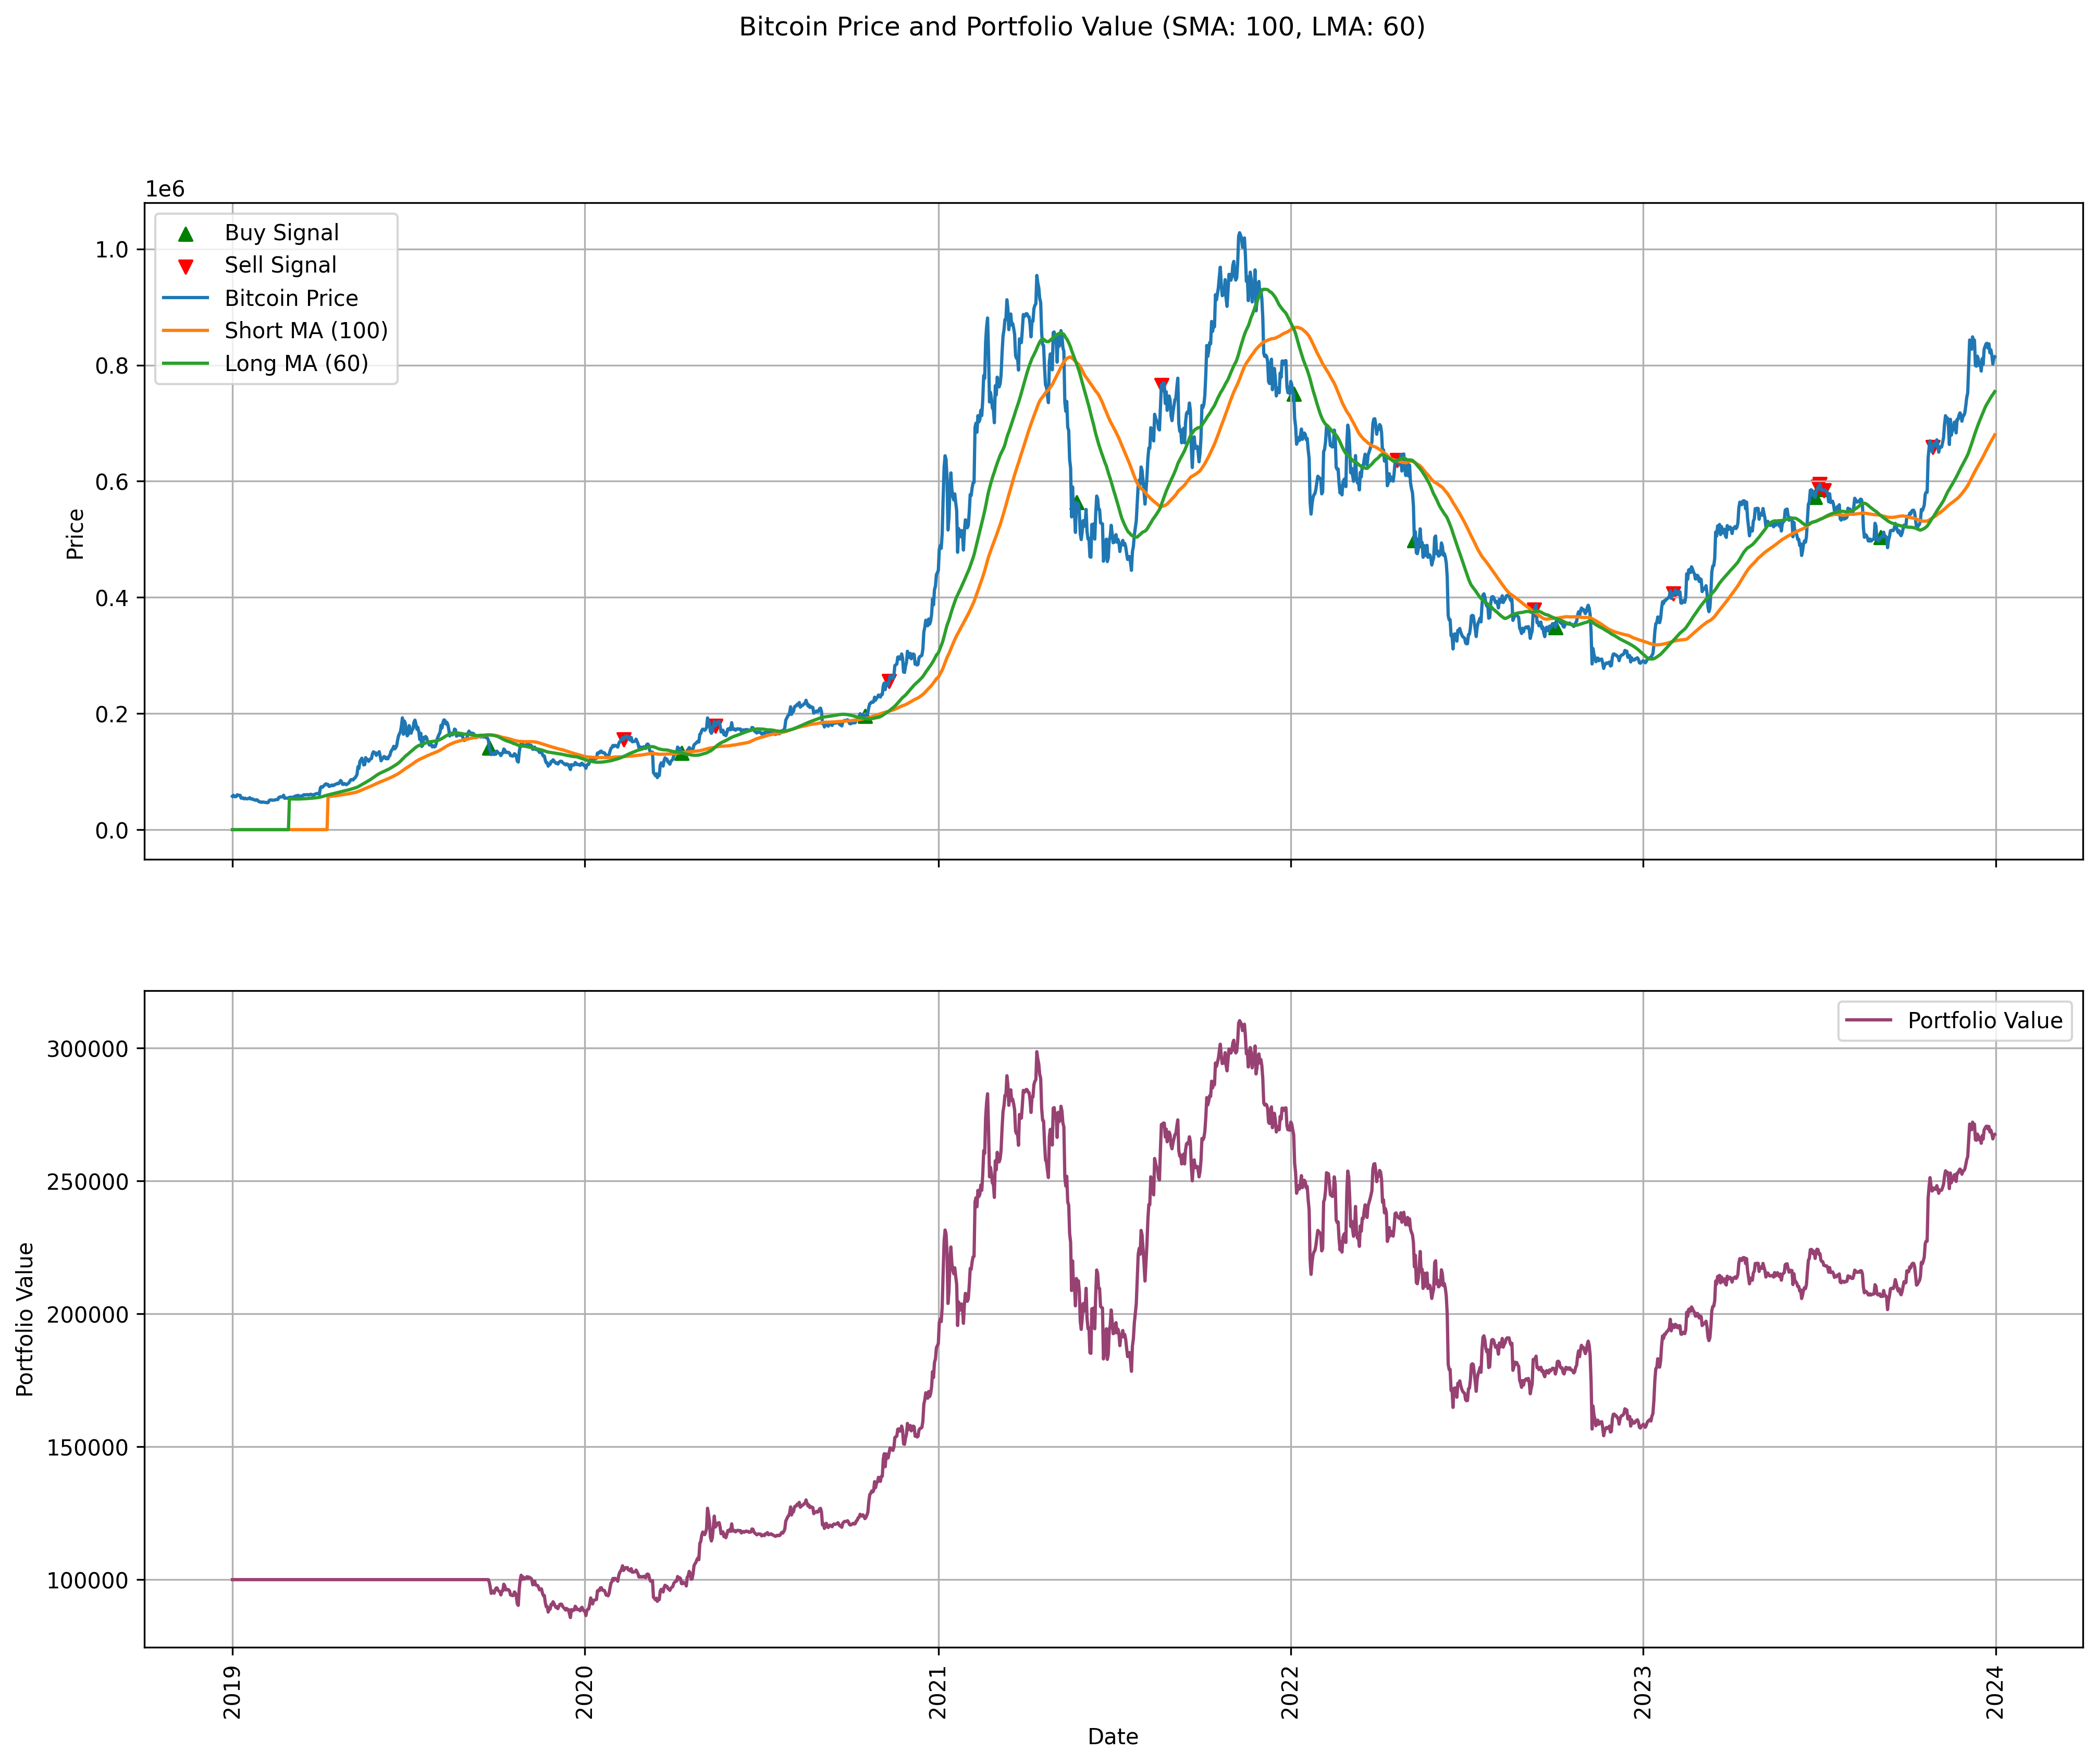 Bitcoin Price and Portfolio Value (SMA: 100, LMA: 60)
1e6
Buy Signal
Sell Signal
Bitcoin Price
Short MA (100)
Long MA (60)
Price
1.0
0.8
0.6
0.4
0.2
0.0
Portfolio Value
Portfolio Value
300000
250000
200000
150000
100000
2019
2020
2021
2022
2023
2024
Date